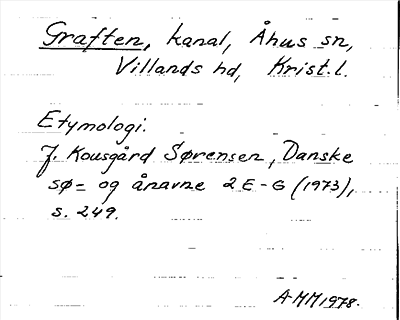 Graften, kanal, Åhus sn,
Villands hd, Krist. l.
Etymologi.
J. Kousgård Sørensen, Danske
sø= og ånavne 2 E-G (1973),
s. 249.
AMM 1978.